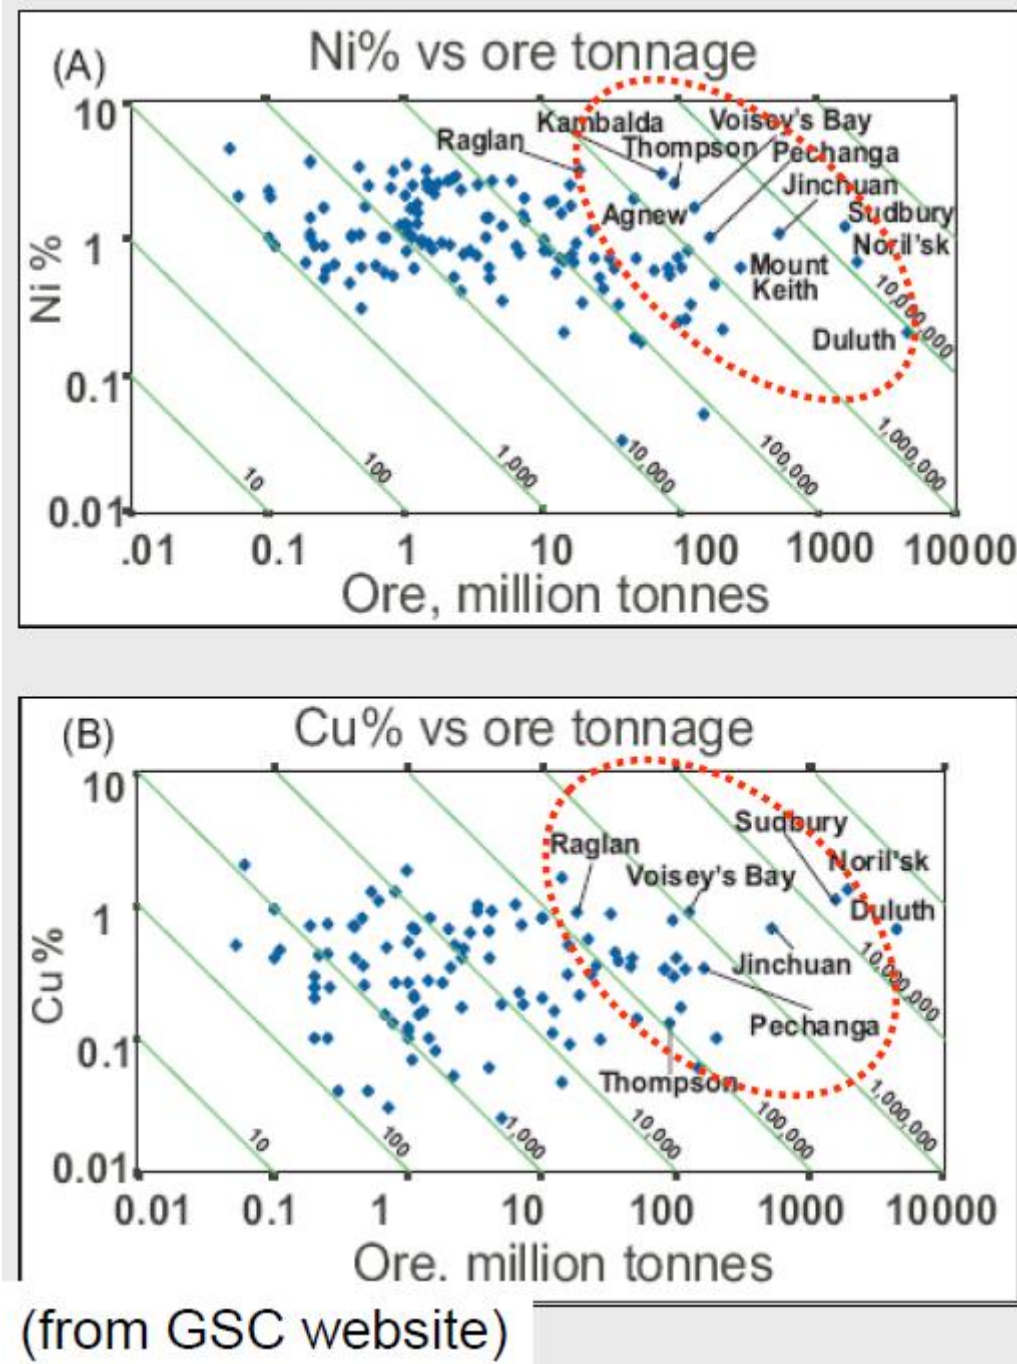 (A)
Ni% vs ore tonnage
Ni %
10
1
0.1
0.01
Raglan
Kambalda
Voisey's Bay
Thompson
Pechanga
Jinchuan
Agnew
Sudbury
Noril'sk
Mount
Keith
Duluth
10
100
1,000
10,000
100,000
1,000,000
10,000,000
.01 0.1 1 10 100 1000 10000
Ore, million tonnes
(B)
Cu% vs ore tonnage
Cu %
10
1
0.1
0.01
Raglan
Sudbury
Voisey's Bay
Noril'sk
Duluth
Jinchuan
Pechanga
Thompson
10
100
1,000
10,000
100,000
1,000,000
10,000,000
0.01 0.1 1 10 100 1000 10000
Ore. million tonnes
(from GSC website)